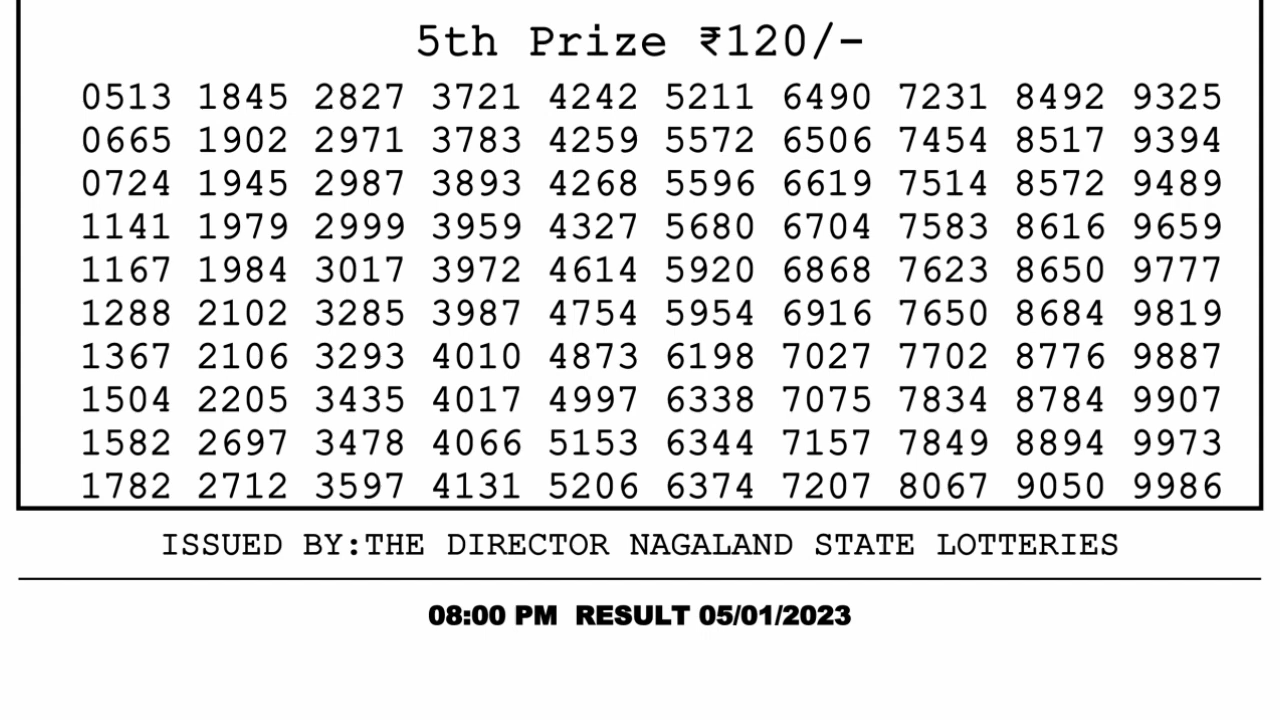 5th Prize ₹120/-
0513 1845 2827 3721 4242 5211 6490 7231 8492 9325
0665 1902 2971 3783 4259 5572 6506 7454 8517 9394
0724 1945 2987 3893 4268 5596 6619 7514 8572 9489
1141 1979 2999 3959 4327 5680 6704 7583 8616 9659
1167 1984 3017 3972 4614 5920 6868 7623 8650 9777
1288 2102 3285 3987 4754 5954 6916 7650 8684 9819
1367 2106 3293 4010 4873 6198 7027 7702 8776 9887
1504 2205 3435 4017 4997 6338 7075 7834 8784 9907
1582 2697 3478 4066 5153 6344 7157 7849 8894 9973
1782 2712 3597 4131 5206 6374 7207 8067 9050 9986
ISSUED BY:THE DIRECTOR NAGALAND STATE LOTTERIES
08:00 PM RESULT 05/01/2023